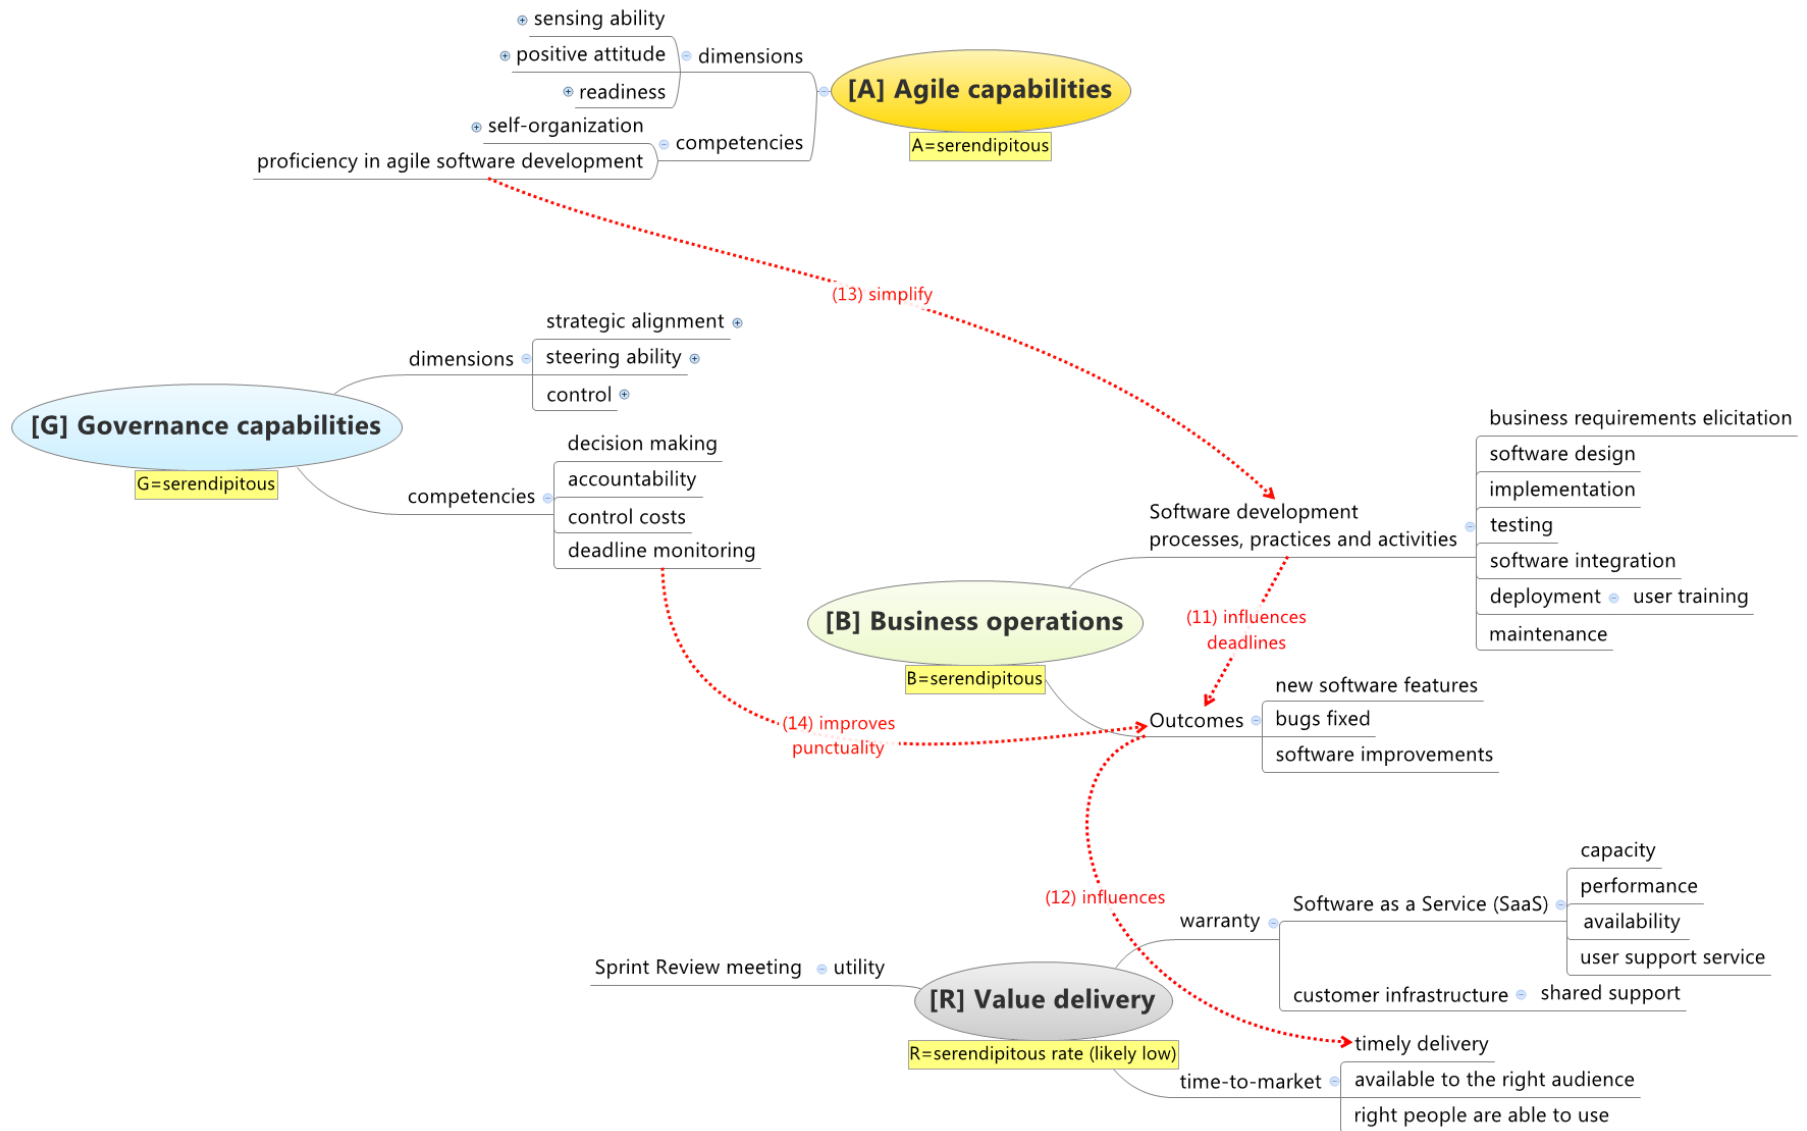 sensing ability
positive attitude
readiness
dimensions
self-organization
proficiency in agile software development
competencies
[A] Agile capabilities
A=serendipitous
(13) simplify
strategic alignment
steering ability
control
dimensions
[G] Governance capabilities
G=serendipitous
decision making
accountability
control costs
deadline monitoring
competencies
business requirements elicitation
software design
implementation
testing
software integration
deployment
user training
maintenance
Software development
processes, practices and activities
[B] Business operations
B=serendipitous
(11) influences
deadlines
new software features
bugs fixed
software improvements
Outcomes
(14) improves
punctuality
(12) influences
capacity
performance
availability
user support service
Software as a Service (SaaS)
warranty
customer infrastructure
shared support
Sprint Review meeting
utility
[R] Value delivery
R=serendipitous rate (likely low)
timely delivery
time-to-market
available to the right audience
right people are able to use